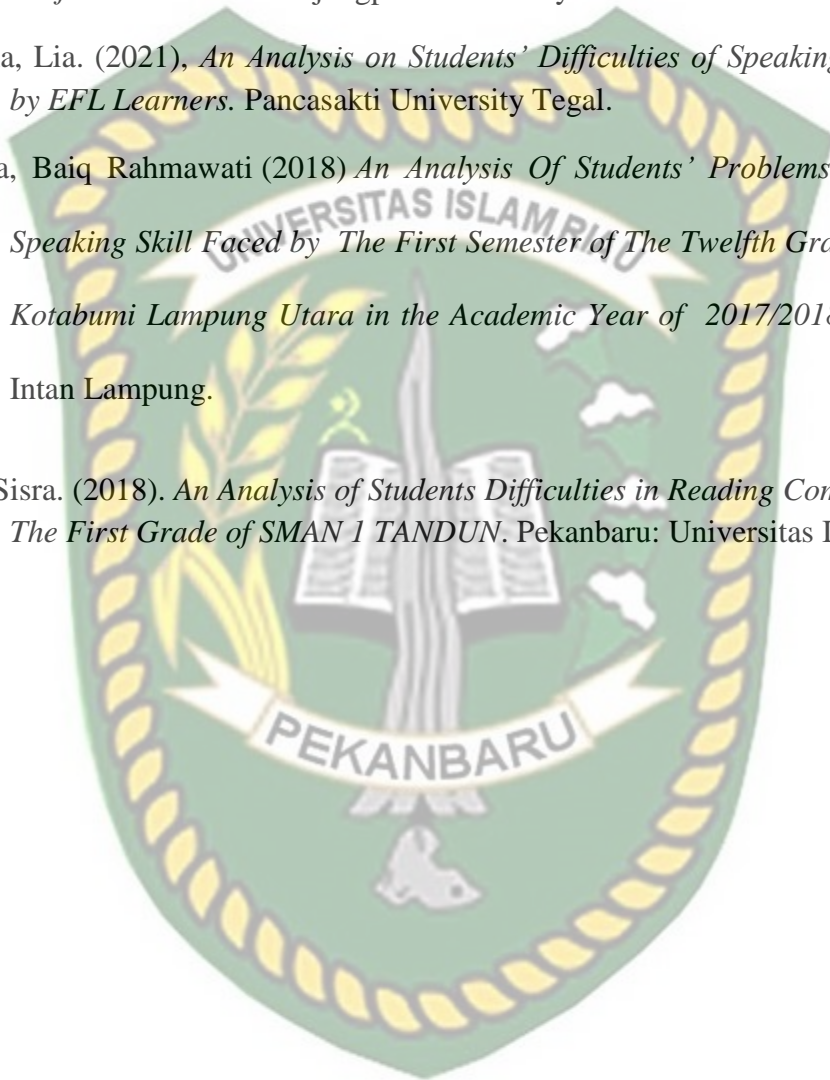 a, Lia. (2021), An Analysis on Students’ Difficulties of Speaking
by EFL Learners. Pancasakti University Tegal.
a, Baiq Rahmawati (2018) An Analysis Of Students’ Problems
UNIVERSITAS ISLAM RIAU
Speaking Skill Faced by The First Semester of The Twelfth
Kotabumi Lampung Utara in the Academic Year of 2017/2018
Intan Lampung.
Sisra. (2018). An Analysis of Students Difficulties in Reading
The First Grade of SMAN 1 TANDUN. Pekanbaru: Universitas
PEKANBARU